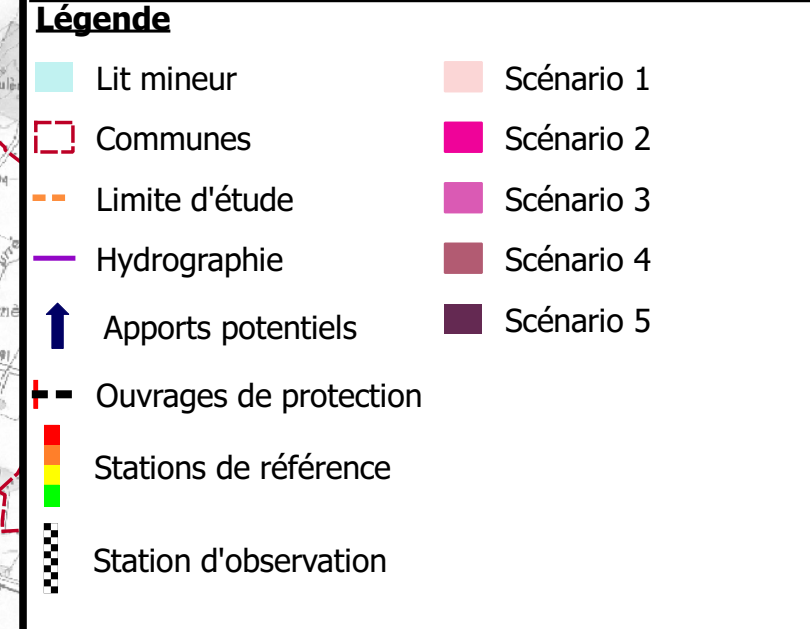 Légende
Lit mineur
Communes
Limite d'étude
Hydrographie
Apports potentiels
Ouvrages de protection
Stations de référence
Station d'observation
Scénario 1
Scénario 2
Scénario 3
Scénario 4
Scénario 5